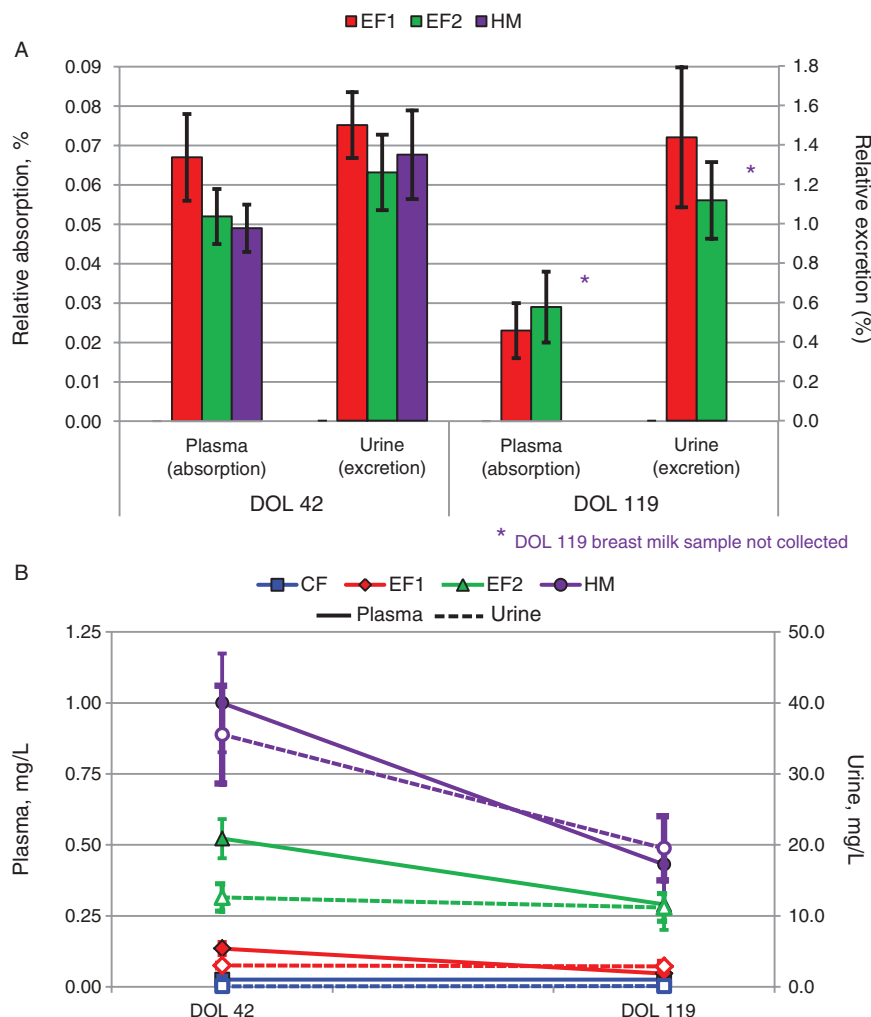 EF1 EF2 HM
A
Relative absorption, %
0.09
0.08
0.07
0.06
0.05
0.04
0.03
0.02
0.01
0.00
1.8
1.6
1.4
1.2
1.0
0.8
0.6
0.4
0.2
0.0
Relative excretion (%)
*
*
Plasma (absorption)
Urine (excretion)
Plasma (absorption)
Urine (excretion)
DOL 42
DOL 119
* DOL 119 breast milk sample not collected
B
CF EF1 EF2 HM
Plasma Urine
Plasma, mg/L
1.25
1.00
0.75
0.50
0.25
0.00
50.0
40.0
30.0
20.0
10.0
0.0
Urine, mg/L
DOL 42
DOL 119